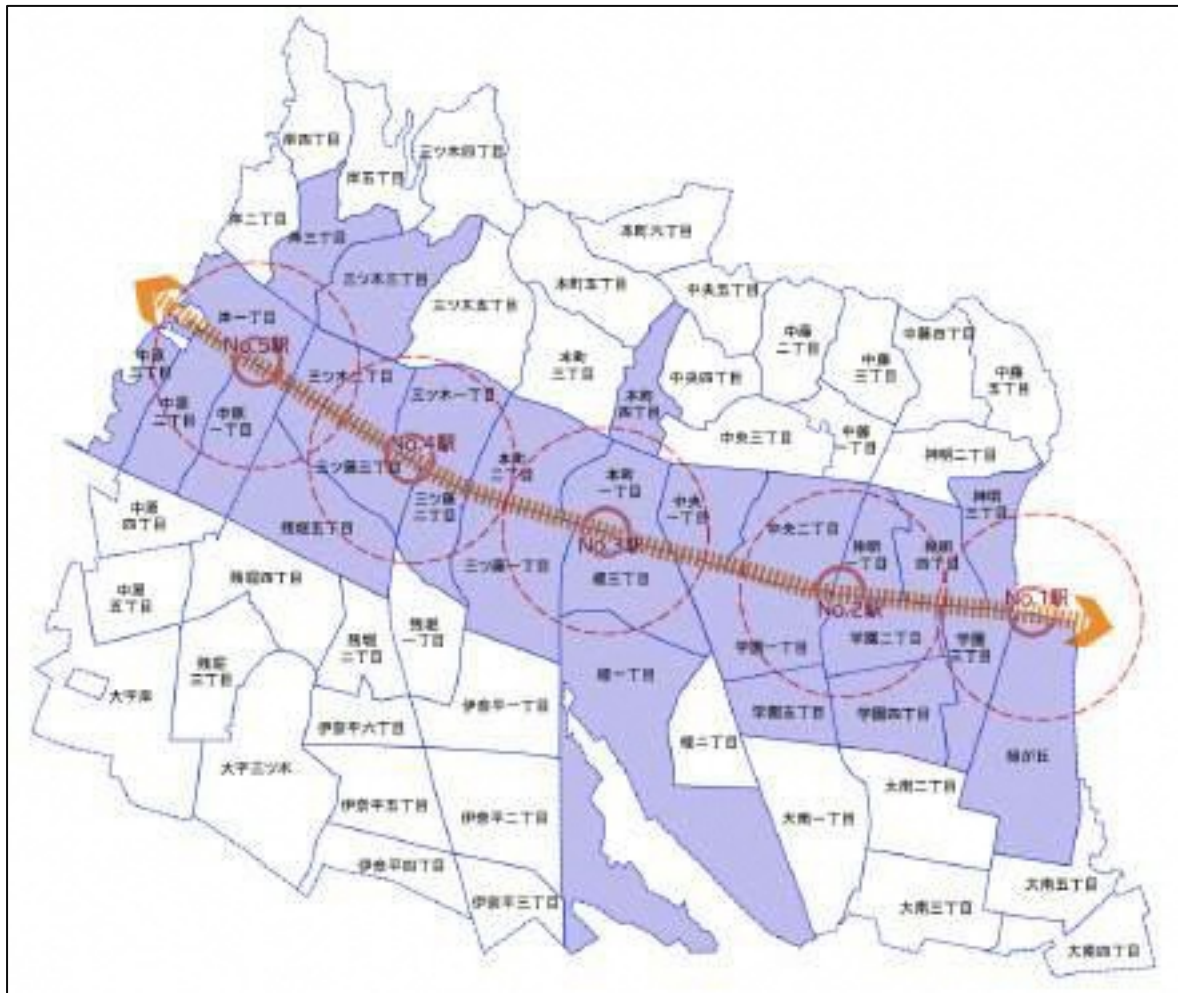 岸四丁目
岸五丁目
三ツ木四丁目
岸二丁目
岸三丁目
本町六丁目
三ツ木三丁目
本町五丁目
中央五丁目
三ツ木五丁目
岸一丁目
中藤
二丁目
中藤
三丁目
中藤四丁目
中藤
五丁目
No.5駅
中原
三丁目
三ツ木二丁目
本町
三丁目
中央四丁目
三ツ木一丁目
本町
四丁目
中原
二丁目
中原
一丁目
中央三丁目
中藤
一丁目
神明二丁目
No.4駅
三ツ藤三丁目
本町
二丁目
本町
一丁目
中央
一丁目
神明
三丁目
三ツ藤
二丁目
中原
四丁目
残堀五丁目
中央二丁目
神明
一丁目
神明
四丁目
No.3駅
三ツ藤一丁目
榎三丁目
残堀四丁目
中原
五丁目
No.2駅
No.1駅
残堀
一丁目
残堀
二丁目
学園一丁目
学園二丁目
学園
三丁目
残堀
三丁目
榎一丁目
大字岸
伊奈平一丁目
伊奈平六丁目
学園五丁目
学園四丁目
榎二丁目
緑が丘
大字三ツ木
大南二丁目
伊奈平五丁目
伊奈平二丁目
大南一丁目
伊奈平四丁目
大南五丁目
伊奈平三丁目
大南三丁目
大南四丁目